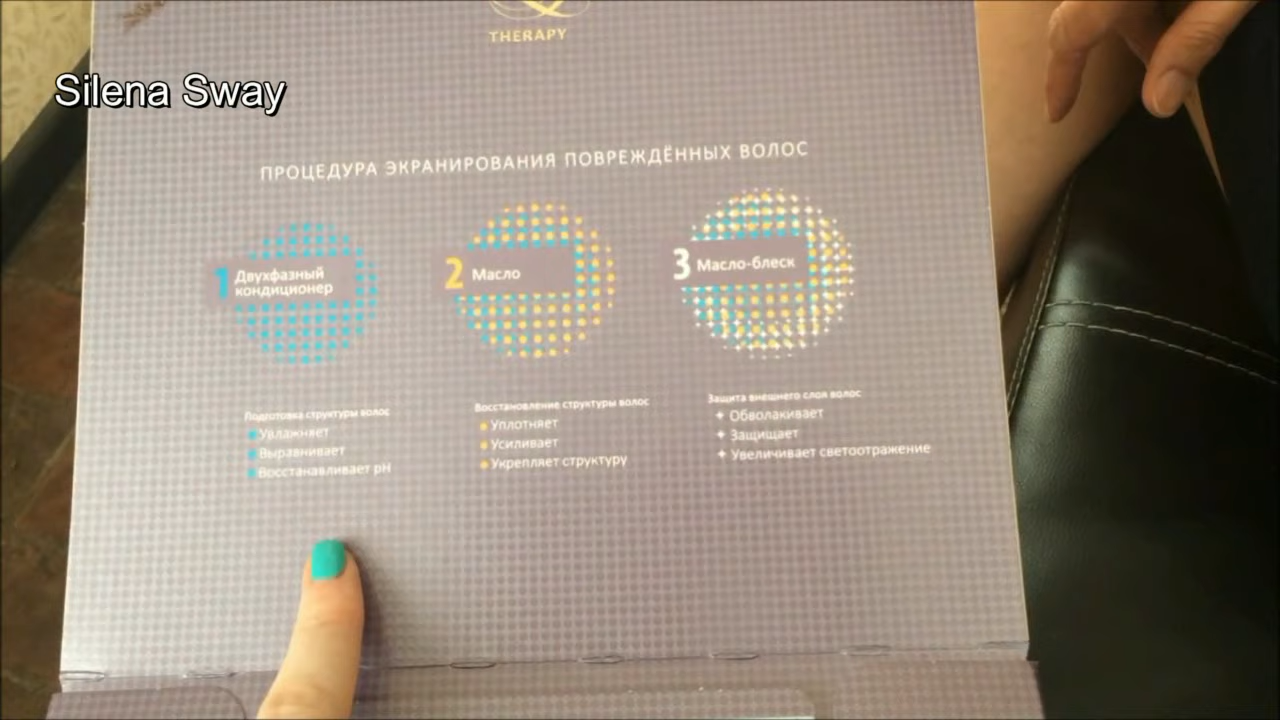 THERAPY
Silena Sway
ПРОЦЕДУРА ЭКРАНИРОВАНИЯ ПОВРЕЖДЁННЫХ ВОЛОС
1 Двухфазный
кондиционер
2 Масло
3 Масло-блеск
Подготовка структуры волос
Увлажняет
Выравнивает
Восстанавливает pH
Восстановление структуры волос
Уплотняет
Усиливает
Укрепляет структуру
Защита внешнего слоя волос
Обволакивает
Защищает
Увеличивает светоотражение